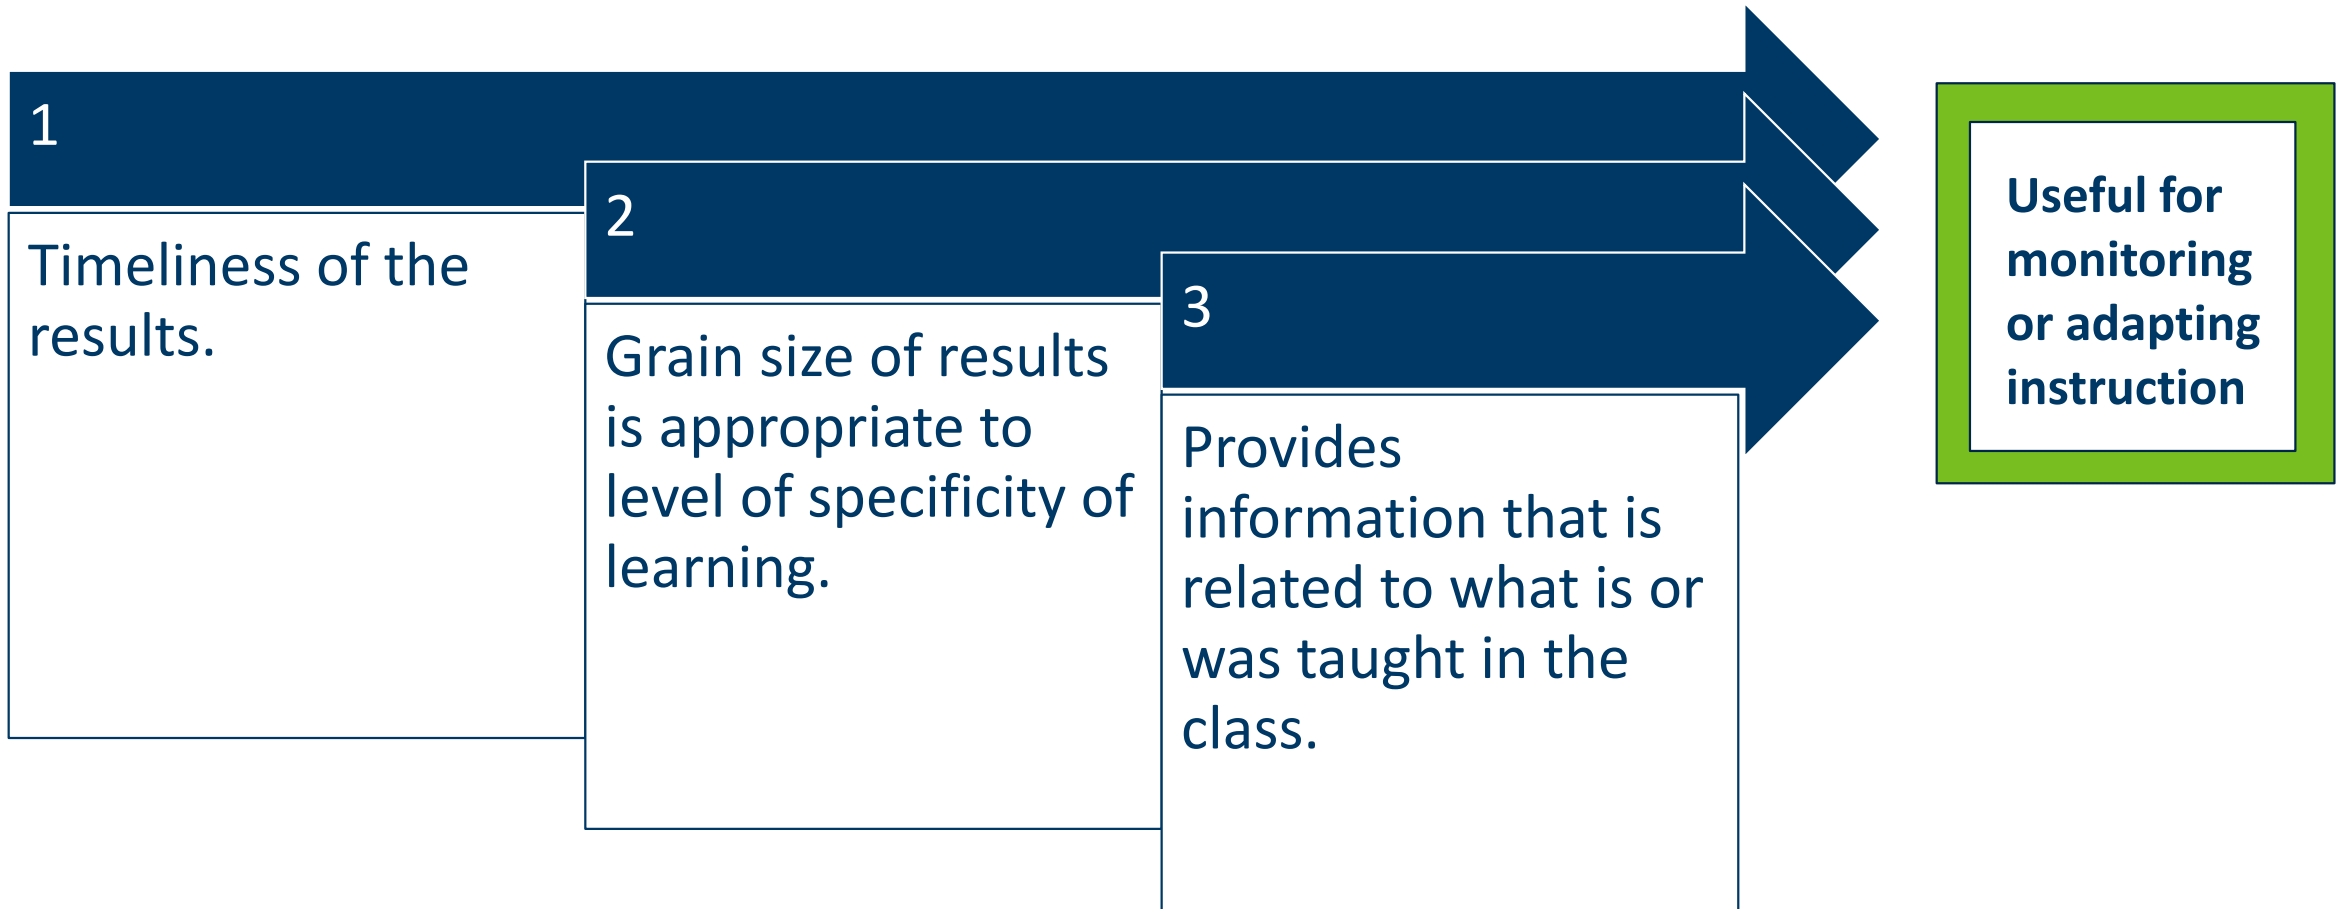 1
Timeliness of the
results.
2
Grain size of results
is appropriate to
level of specificity of
learning.
3
Provides
information that is
related to what is or
was taught in the
class.
Useful for
monitoring
or adapting
instruction